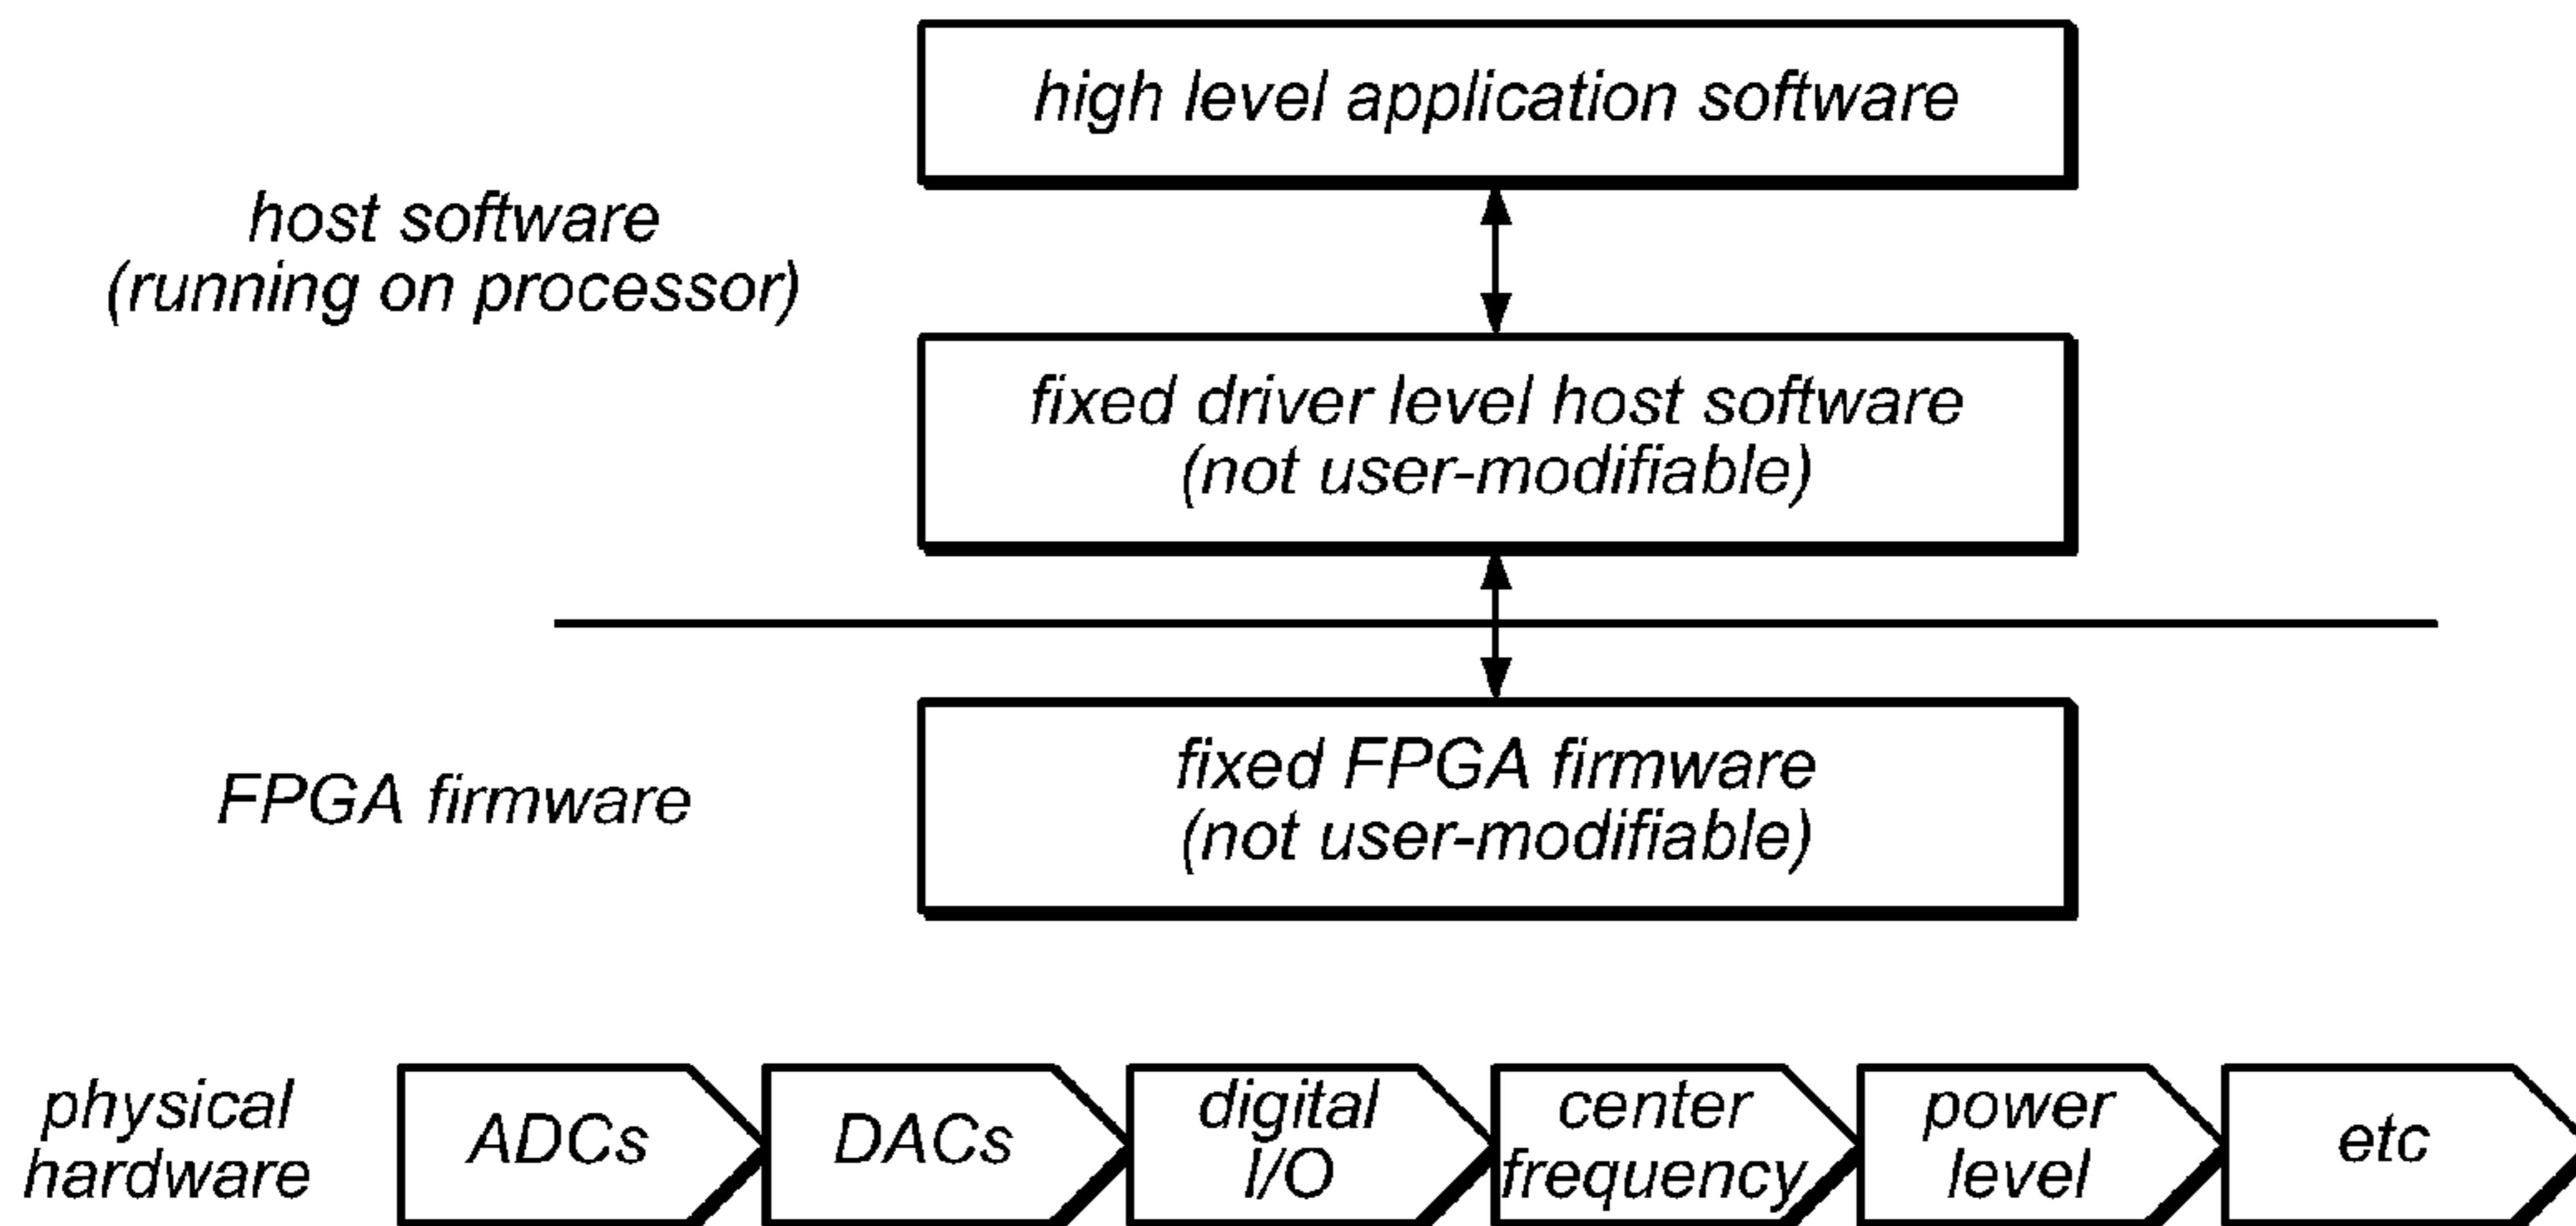 high level application software
host software
(running on processor)
fixed driver level host software
(not user-modifiable)
FPGA firmware
fixed FPGA firmware
(not user-modifiable)
physical
hardware
ADCs
DACs
digital
I/O
center
frequency
power
level
etc